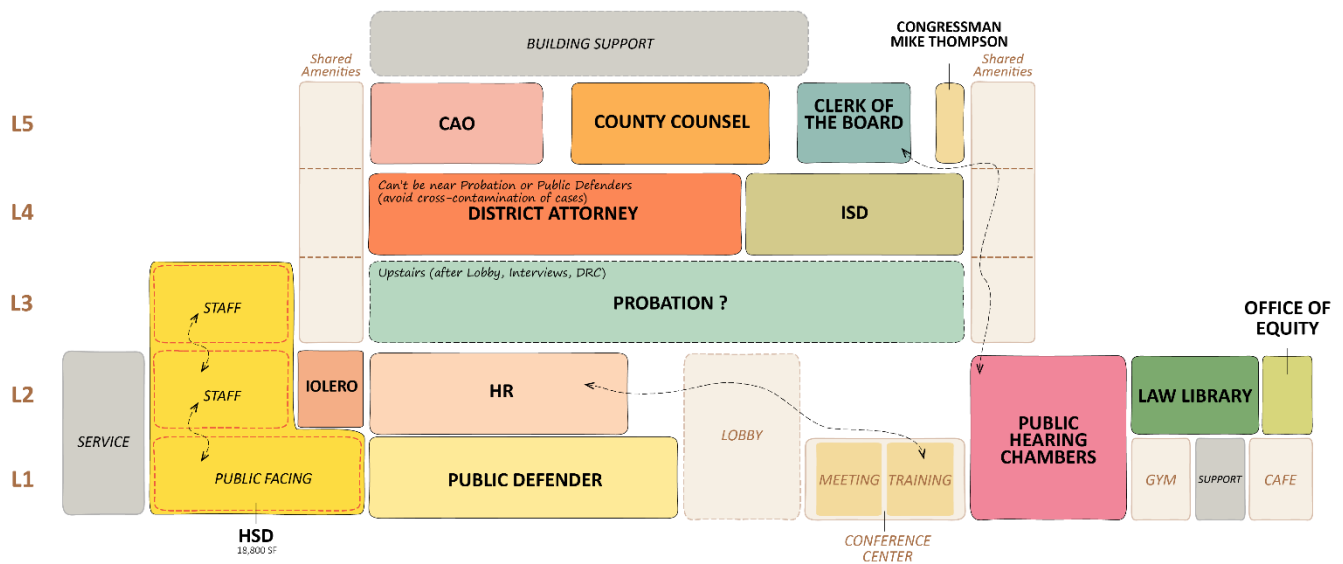 BUILDING SUPPORT
CONGRESSMAN
MIKE THOMPSON
Shared
Amenities
Shared
Amenities
L5
CAO
COUNTY COUNSEL
CLERK OF
THE BOARD
L4
Can't be near Probation or Public Defenders
(avoid cross-contamination of cases)
DISTRICT ATTORNEY
ISD
L3
STAFF
Upstairs (after Lobby, Interviews, DRC)
PROBATION ?
OFFICE OF
EQUITY
L2
SERVICE
STAFF
IOLERO
HR
LOBBY
PUBLIC
HEARING
CHAMBERS
LAW LIBRARY
L1
PUBLIC FACING
PUBLIC DEFENDER
MEETING
TRAINING
GYM
SUPPORT
CAFE
HSD
18,800 SF
CONFERENCE
CENTER